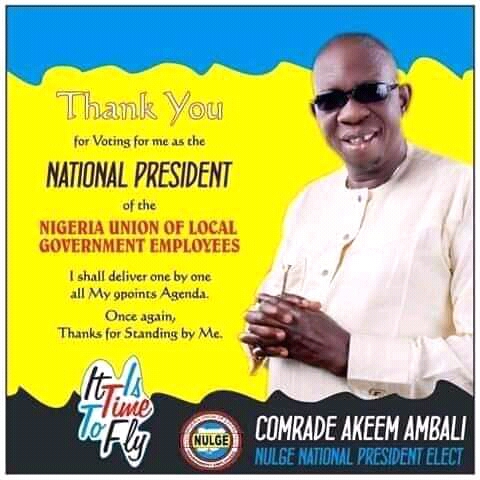 Thank You
for Voting for me as the
NATIONAL PRESIDENT
of the
NIGERIA UNION OF LOCAL
GOVERNMENT EMPLOYEES
I shall deliver one by one
all My 9points Agenda.
Once again,
Thanks for Standing by Me.
It Is
Time
To Fly
NULGE
COMRADE AKEEM AMBALI
NULGE NATIONAL PRESIDENT ELECT